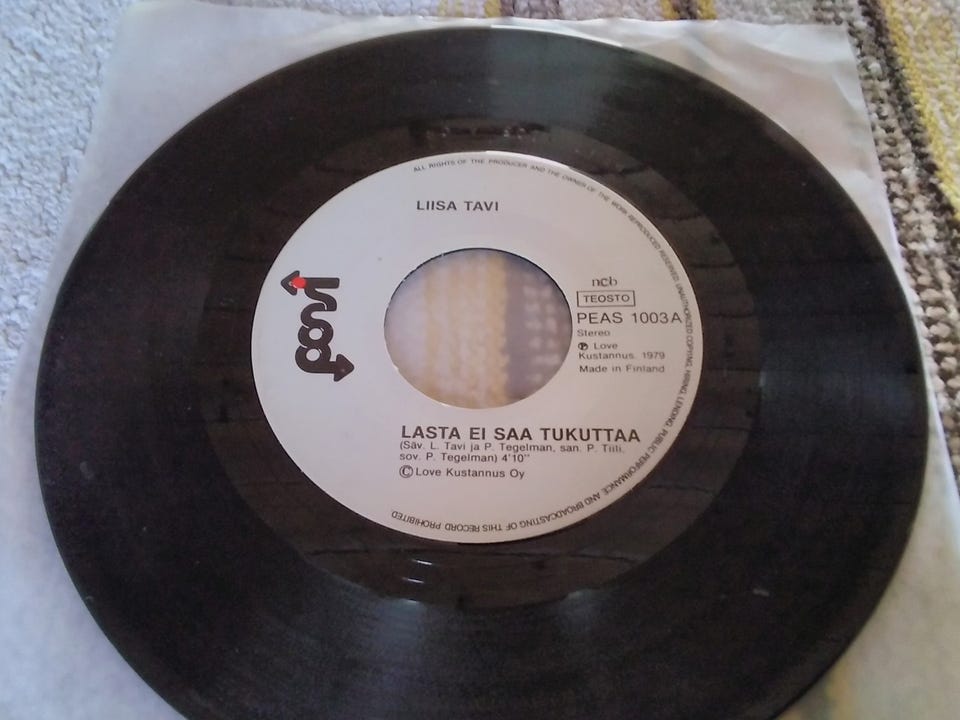 ALL RIGHTS OF THE PRODUCER AND THE OWNER OF THE WORK REPRODUCED RESERVED. UNAUTHORIZED COPYING, HIRING, LENDING, PUBLIC PERFORMANCE AND BROADCASTING OF THIS RECORD PROHIBITED
LIISA TAVI
ncb
TEOSTO
PEAS 1003A
Stereo
℗ Love
Kustannus. 1979
Made in Finland
LASTA EI SAA TUKUTTAA
(Säv. L. Tavi ja P. Tegelman, san. P. Tiili,
sov. P. Tegelman) 4'10''
© Love Kustannus Oy